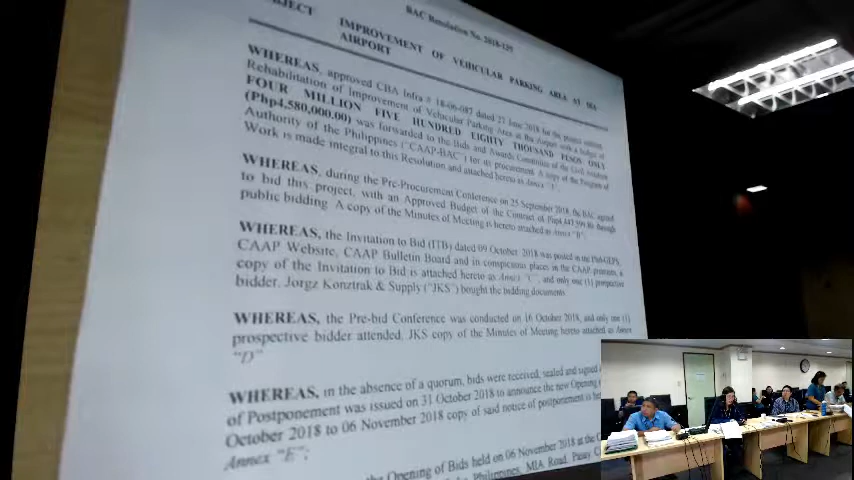 BAC Resolution No. 2018-
JECT IMPROVEMENT OF VEHICULAR PARKING AREA AT
AIRPORT
WHEREAS, approved CBA Infra # 18-06-087 dated 27 June 2018 for the
Rehabilitation of Improvement of Vehicular Parking Area at the Airport with a budget of
FOUR MILLION FIVE HUNDRED EIGHTY THOUSAND PESOS ONLY
(Php4,580,000.00) was forwarded to the Bids and Awards Committee of the Civil Aviation
Authority of the Philippines ("CAAP-BAC") for its procurement. A copy of the Program of
Work is made integral to this Resolution and attached hereto as Annex
WHEREAS, during the Pre-Procurement Conference on 25 September 2018, the BAC agreed
to bid this project, with an Approved Budget of the Contract of through
public bidding. A copy of the Minutes of Meeting is hereto attached as Annex "B".
WHEREAS, the Invitation to Bid (ITB) dated 09 October 2018 was posted in the PhilGEPS,
CAAP Website, CAAP Bulletin Board and in conspicuous places in the CAAP premises, a
copy of the Invitation to Bid is attached hereto as Annex "C", and only one (1) prospective
bidder, Jorgz Konztrak & Supply ("JKS") bought the bidding documents
WHEREAS, the Pre-bid Conference was conducted on 16 October 2018, and only one (1)
prospective bidder attended, JKS copy of the Minutes of Meeting hereto attached as Annex
"D"
WHEREAS, in the absence of a quorum, bids were received, sealed and signed
of Postponement was issued on 31 October 2018 to announce the new Opening
October 2018 to 06 November 2018 copy of said notice of postponement is
Annex "E";
the Opening of Bids held on 06 November 2018 at the
Philippines, MIA Road, Pasay